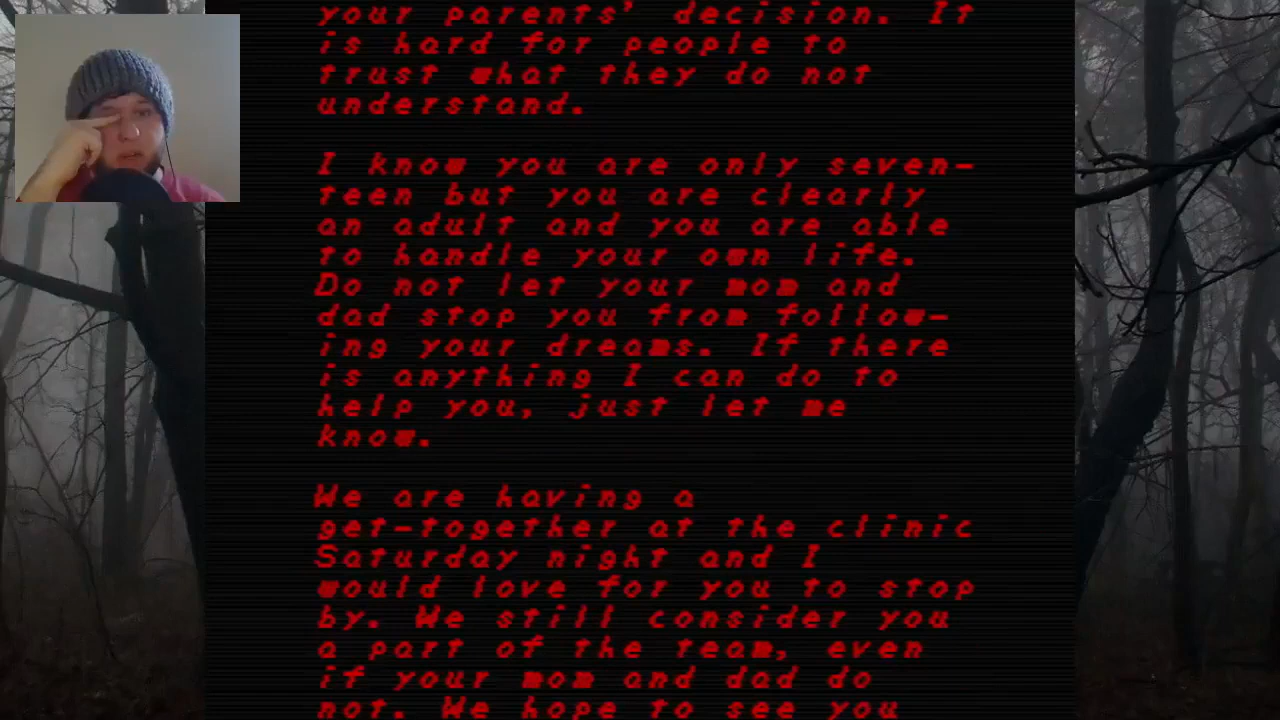 your parents' decision. It
is hard for people to
trust what they do not
understand.
I know you are only seven-
teen but you are clearly
an adult and you are able
to handle your own life.
Do not let your mom and
dad stop you from follow-
ing your dreams. If there
is anything I can do to
help you, just let me
know.
We are having a
get-together at the clinic
Saturday night and I
would love for you to stop
by. We still consider you
a part of the team, even
if your mom and dad do
not. We hope to see you